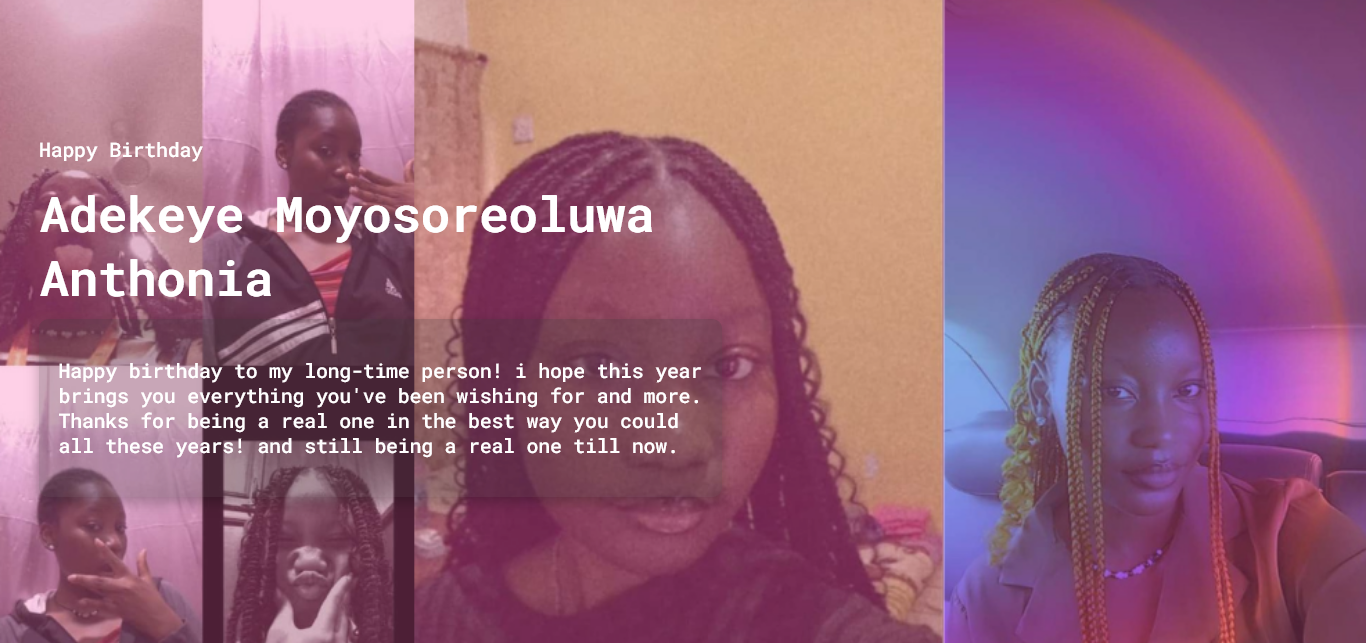 Happy Birthday
Adekeye Moyosoreoluwa
Anthonia
Happy birthday to my long-time person! i hope this year
brings you everything you've been wishing for and more.
Thanks for being a real one in the best way you could
all these years! and still being a real one till now.